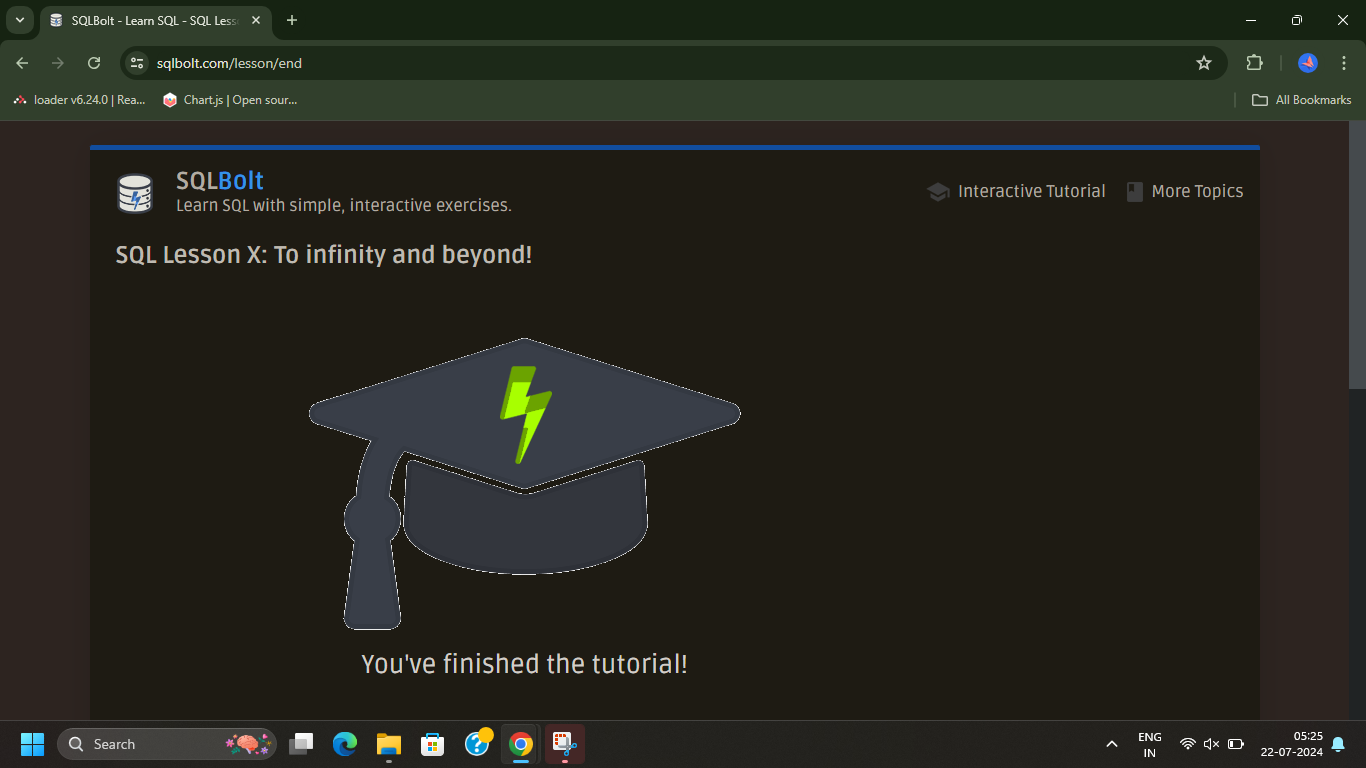 SQLBolt - Learn SQL - SQL Less
sqlbolt.com/lesson/end
loader v6.24.0 | Rea...
Chart.js | Open sour...
All Bookmarks
SQLBolt
Learn SQL with simple, interactive exercises.
Interactive Tutorial
More Topics
SQL Lesson X: To infinity and beyond!
You've finished the tutorial!
Search
ENG
IN
05:25
22-07-2024